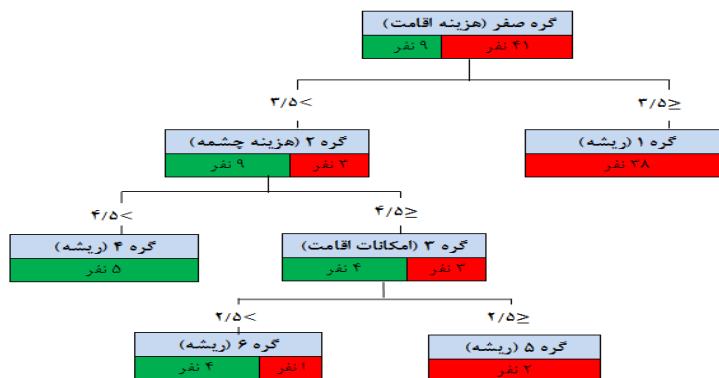 گره صفر (هزینه اقامت)
۹ نفر ۴۱ نفر
۳/۵> ۳/۵≤
گره ۲ (هزینه چشمه) گره ۱ (ریشه)
۹ نفر ۳ نفر ۳۸ نفر
۴/۵< ۴/۵≤
گره ۴ (ریشه) گره ۳ (امکانات اقامت)
۵ نفر ۴ نفر ۳ نفر
۲/۵> ۲/۵≥
گره ۶ (ریشه) گره ۵ (ریشه)
۴ نفر ۱ نفر ۲ نفر